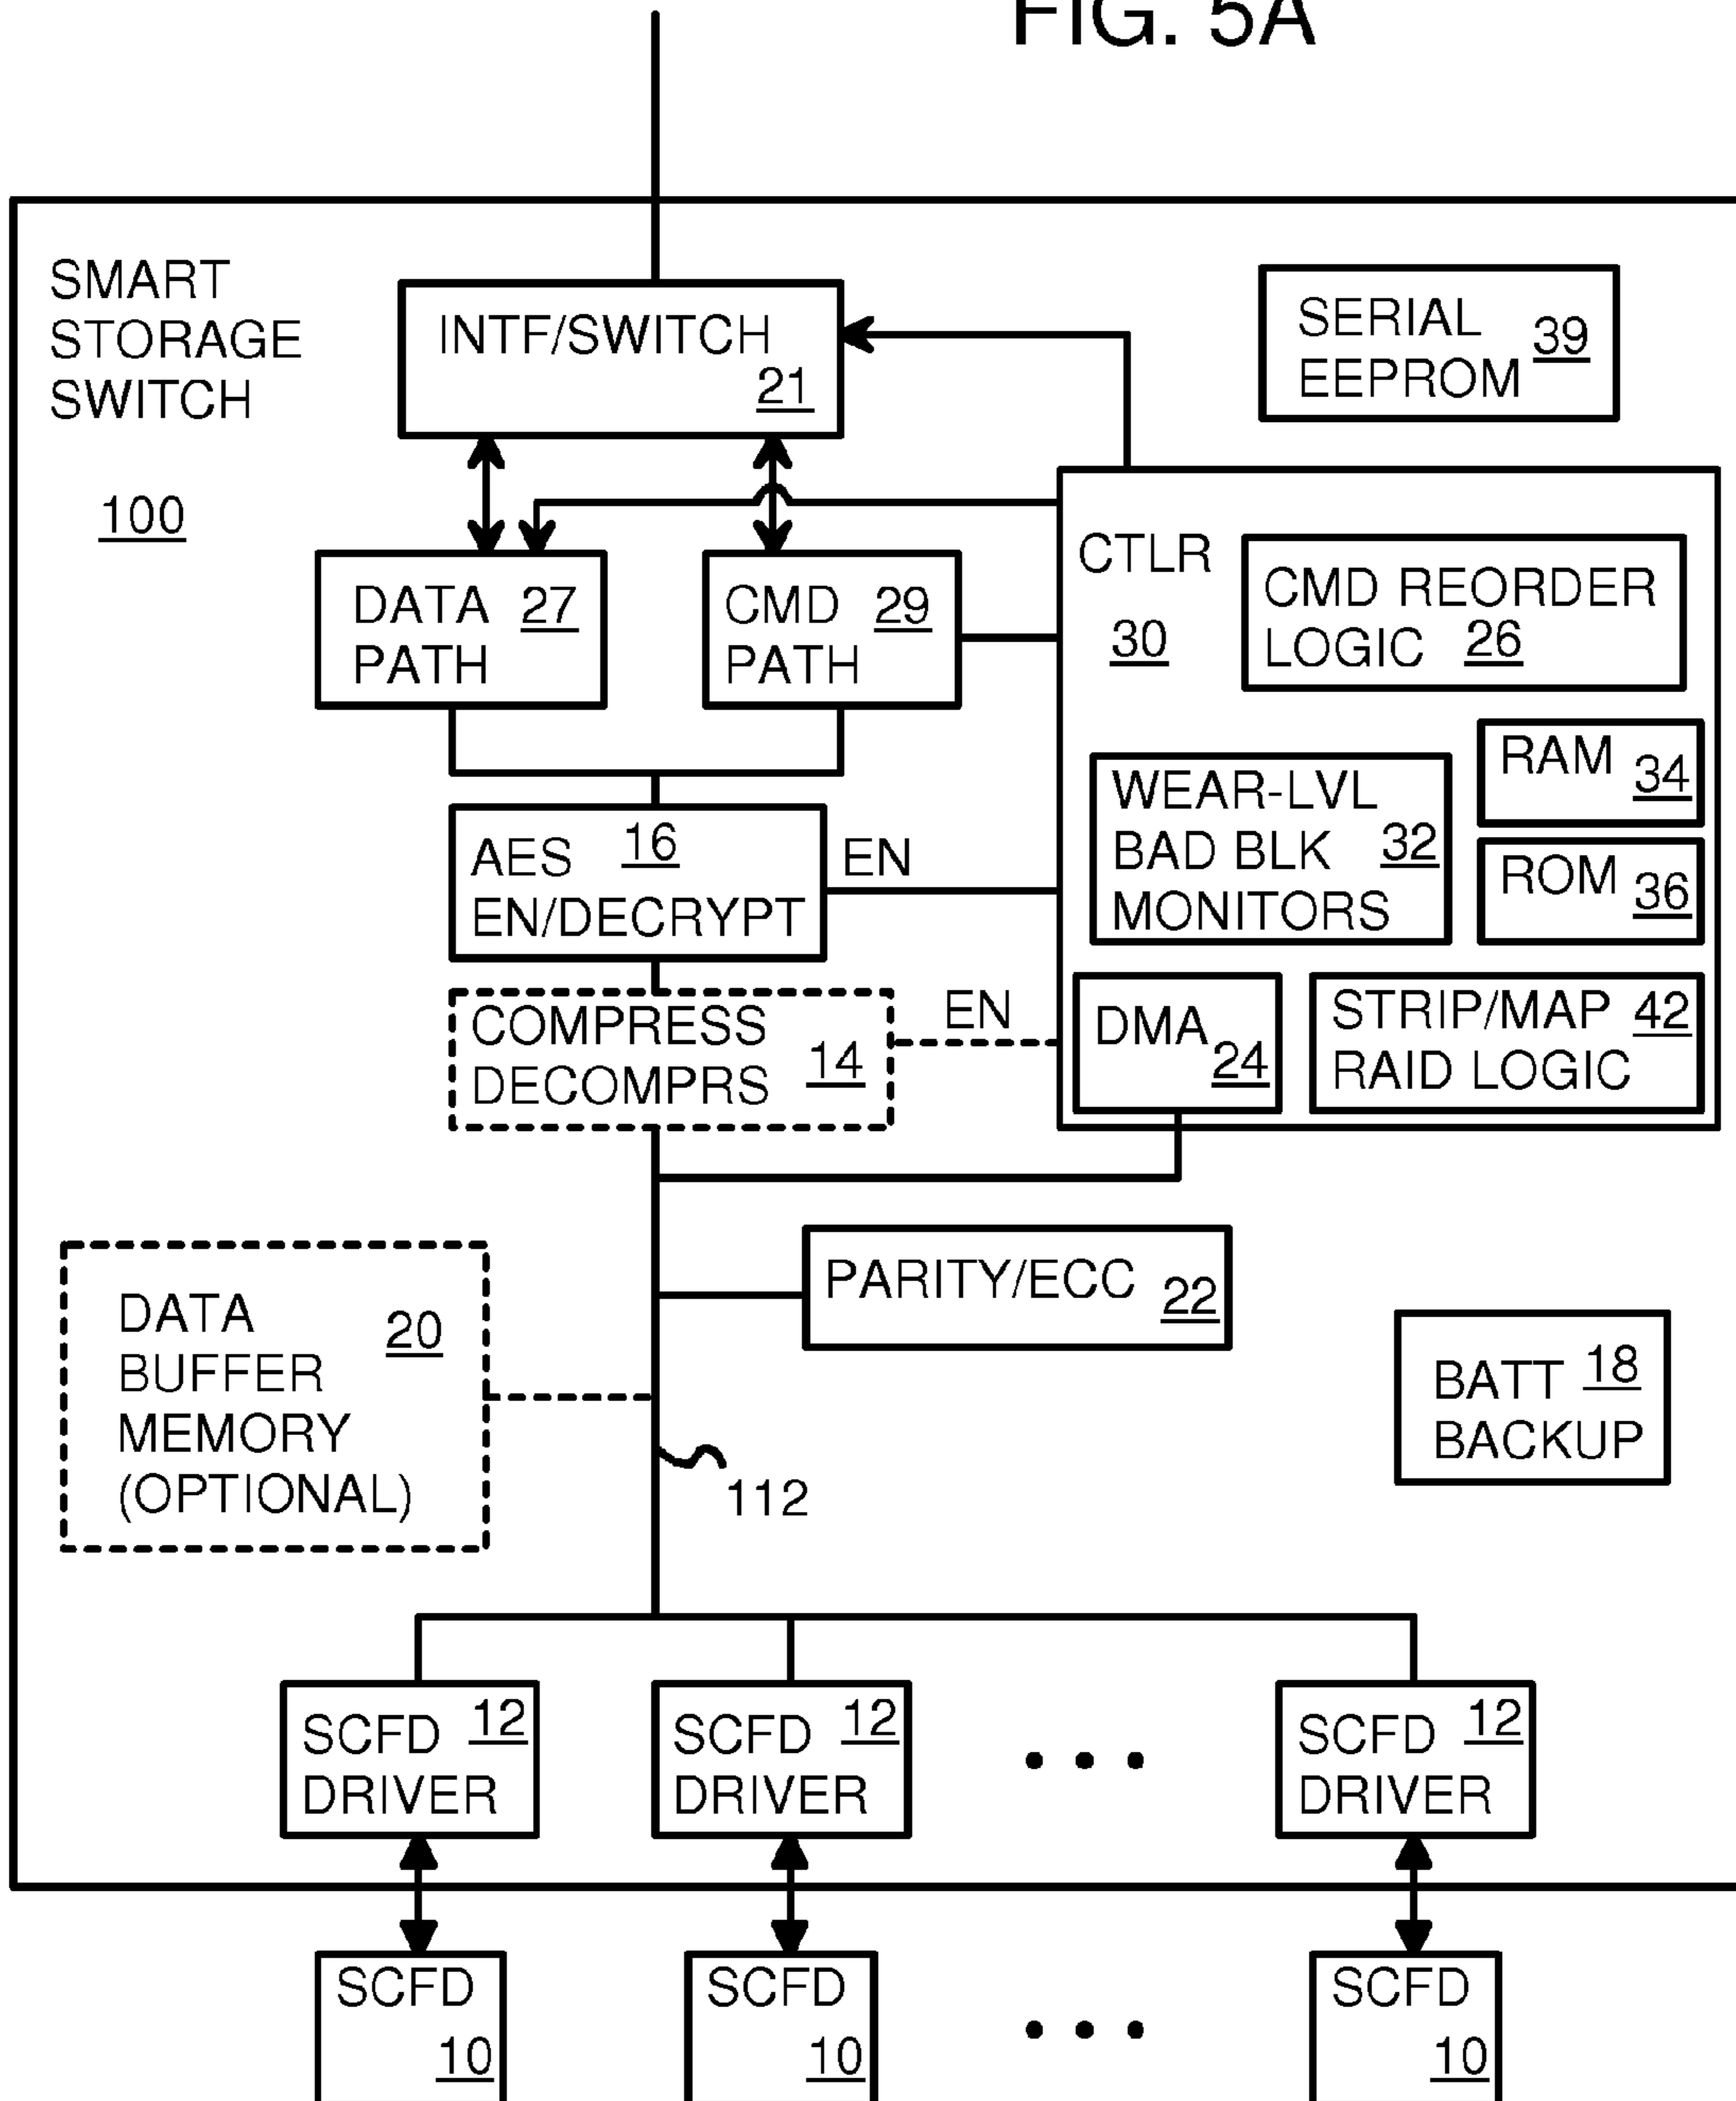 FIG. 5A
SMART
STORAGE
SWITCH
100
INTF/SWITCH
21
SERIAL
EEPROM 39
DATA 27
PATH
CMD 29
PATH
CTLR
30
CMD REORDER
LOGIC 26
RAM 34
ROM 36
WEAR-LVL
BAD BLK 32
MONITORS
AES 16
EN/DECRYPT
EN
COMPRESS
DECOMPRS 14
EN
DMA
24
STRIP/MAP 42
RAID LOGIC
PARITY/ECC 22
DATA 20
BUFFER
MEMORY
(OPTIONAL)
BATT 18
BACKUP
112
SCFD 12
DRIVER
SCFD 12
DRIVER
SCFD 12
DRIVER
SCFD
10
SCFD
10
SCFD
10